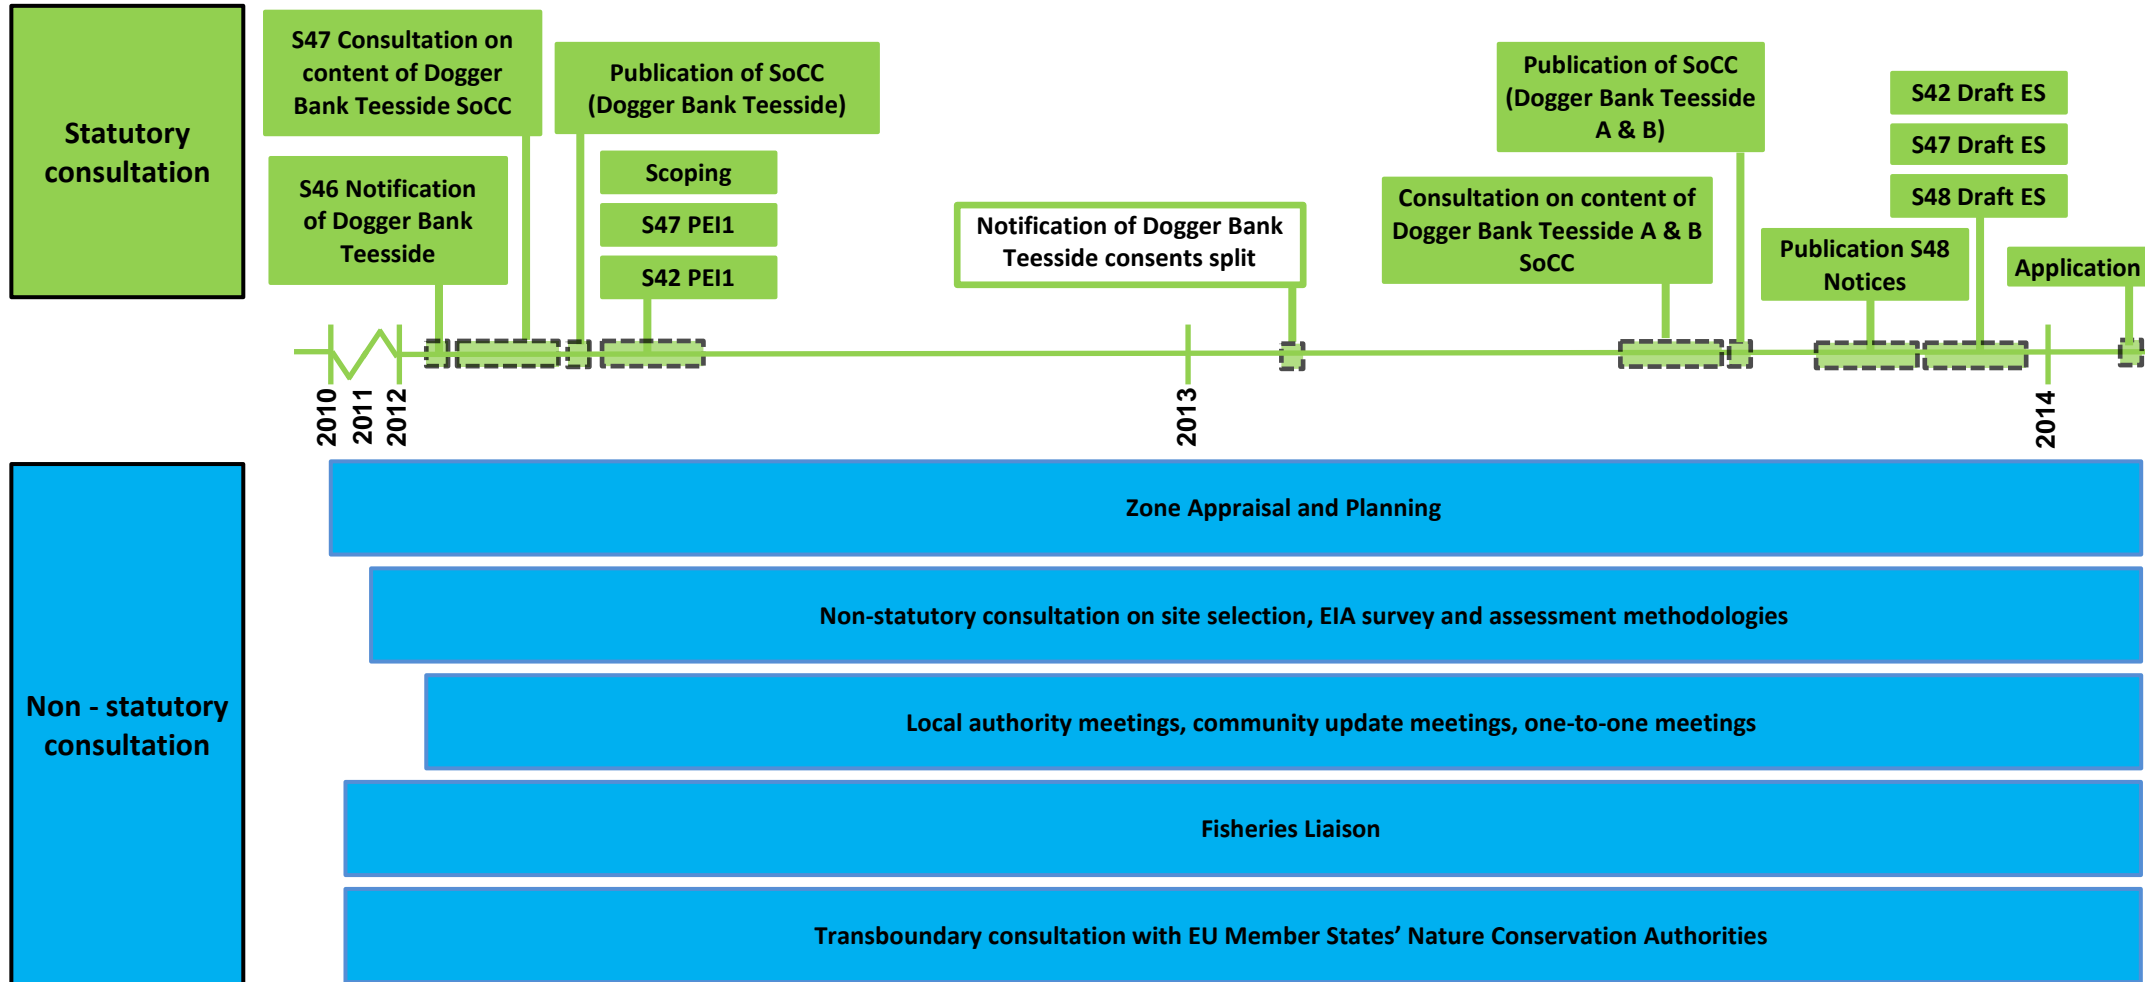 Statutory
consultation
S47 Consultation on
content of Dogger
Bank Teesside SoCC
S46 Notification
of Dogger Bank
Teesside
Publication of SoCC
(Dogger Bank Teesside)
Scoping
S47 PEI1
S42 PEI1
Notification of Dogger Bank
Teesside consents split
Consultation on content of
Dogger Bank Teesside A & B
SoCC
Publication of SoCC
(Dogger Bank Teesside
A & B)
Publication S48
Notices
S42 Draft ES
S47 Draft ES
S48 Draft ES
Application
2010
2011
2012
2013
2014
Non - statutory
consultation
Zone Appraisal and Planning
Non-statutory consultation on site selection, EIA survey and assessment methodologies
Local authority meetings, community update meetings, one-to-one meetings
Fisheries Liaison
Transboundary consultation with EU Member States’ Nature Conservation Authorities